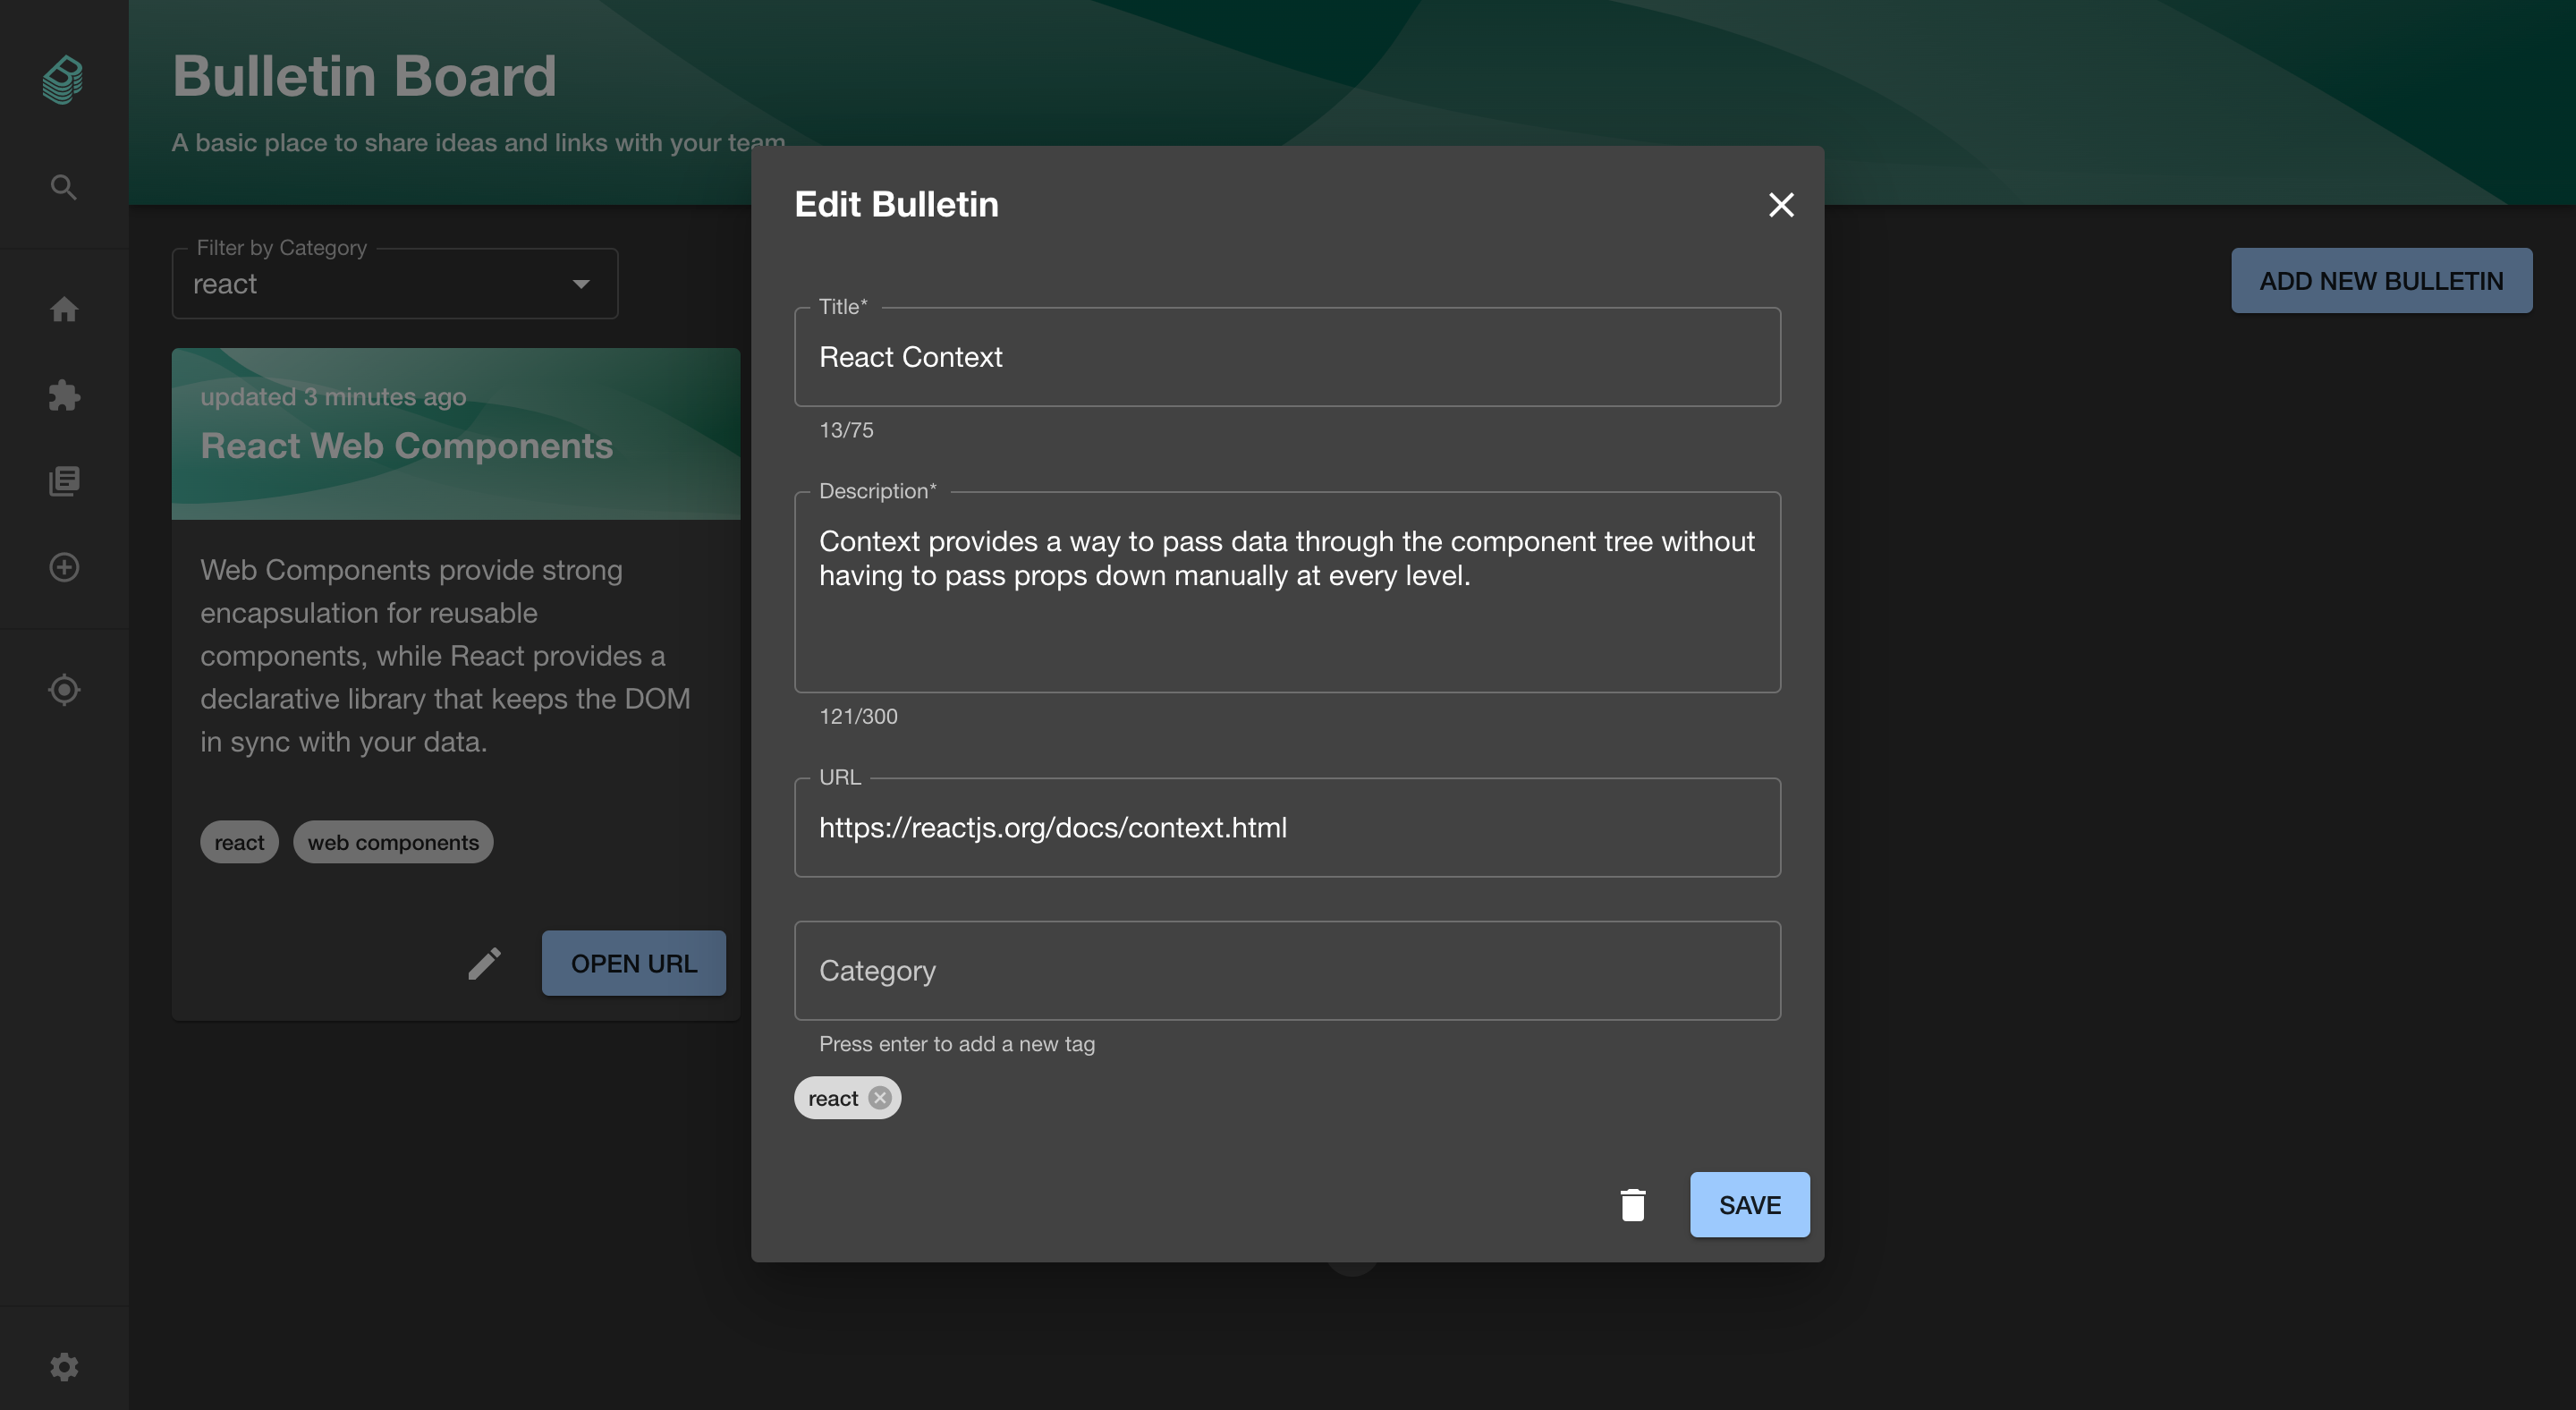 Bulletin Board
A basic place to share ideas and links with your team
Filter by Category
react
ADD NEW BULLETIN
updated 3 minutes ago
React Web Components
Web Components provide strong
encapsulation for reusable
components, while React provides a
declarative library that keeps the DOM
in sync with your data.
react
web components
OPEN URL
Edit Bulletin
Title*
React Context
13/75
Description*
Context provides a way to pass data through the component tree without
having to pass props down manually at every level.
121/300
URL
https://reactjs.org/docs/context.html
Category
Press enter to add a new tag
react
SAVE